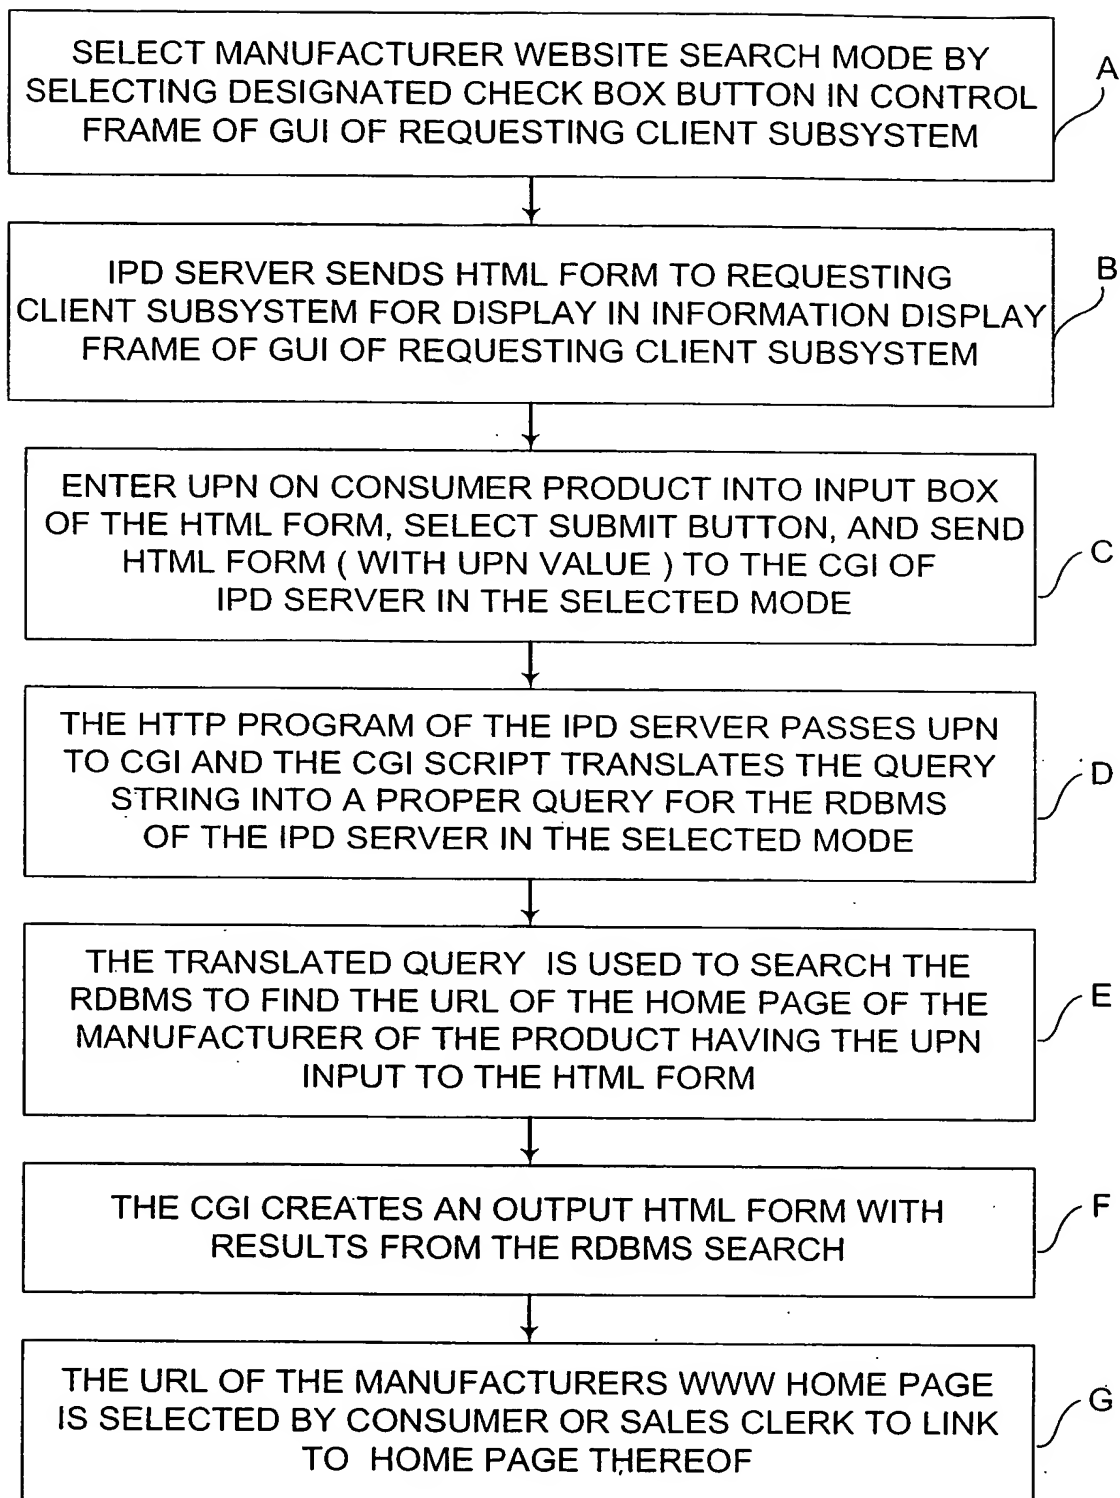 SELECT MANUFACTURER WEBSITE SEARCH MODE BY
SELECTING DESIGNATED CHECK BOX BUTTON IN CONTROL
FRAME OF GUI OF REQUESTING CLIENT SUBSYSTEM
A
IPD SERVER SENDS HTML FORM TO REQUESTING
CLIENT SUBSYSTEM FOR DISPLAY IN INFORMATION DISPLAY
FRAME OF GUI OF REQUESTING CLIENT SUBSYSTEM
B
ENTER UPN ON CONSUMER PRODUCT INTO INPUT BOX
OF THE HTML FORM, SELECT SUBMIT BUTTON, AND SEND
HTML FORM ( WITH UPN VALUE ) TO THE CGI OF
IPD SERVER IN THE SELECTED MODE
C
THE HTTP PROGRAM OF THE IPD SERVER PASSES UPN
TO CGI AND THE CGI SCRIPT TRANSLATES THE QUERY
STRING INTO A PROPER QUERY FOR THE RDBMS
OF THE IPD SERVER IN THE SELECTED MODE
D
THE TRANSLATED QUERY IS USED TO SEARCH THE
RDBMS TO FIND THE URL OF THE HOME PAGE OF THE
MANUFACTURER OF THE PRODUCT HAVING THE UPN
INPUT TO THE HTML FORM
E
THE CGI CREATES AN OUTPUT HTML FORM WITH
RESULTS FROM THE RDBMS SEARCH
F
THE URL OF THE MANUFACTURERS WWW HOME PAGE
IS SELECTED BY CONSUMER OR SALES CLERK TO LINK
TO HOME PAGE THEREOF
G